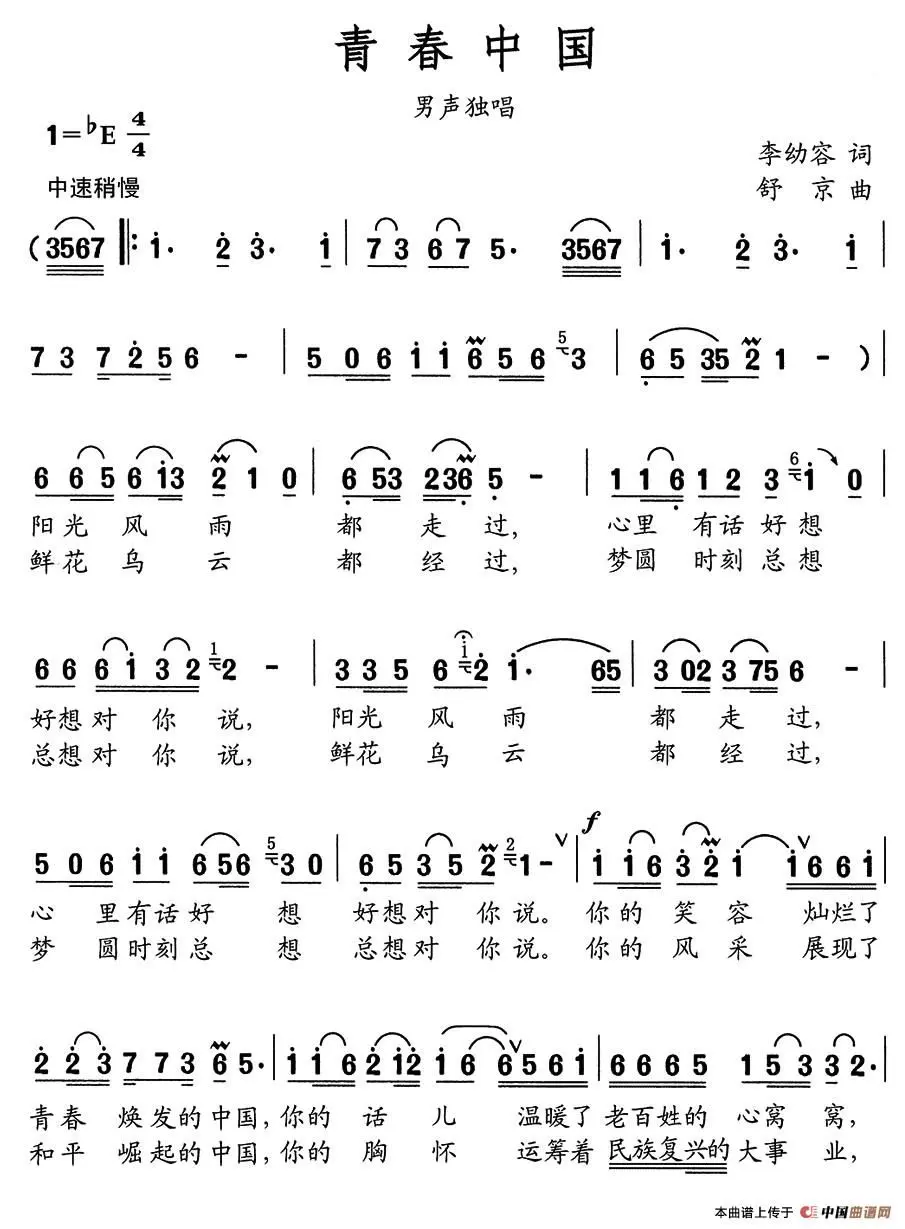 青春中国
男声独唱
1=♭E 4/4
李幼容 词
中速稍慢
舒 京 曲
(3567 ‖: i· 2 3· i | 7 3 6 7 5· 3567 | i· 2 3· i |
7 3 7 2 5 6 - | 5 0 6 i i 6 5 6 5 3 | 6 5 35 2 1 - ) |
6 6 5 6 i3 2 1 0 | 6 53 236 5 - | 1 1 6 1 2 3 6 i 0 |
阳光 风 雨 都 走 过, 心里 有话好想
鲜花 乌 云 都 经 过, 梦圆 时刻总想
6 6 6 i 3 2 1 2 - | 3 3 5 6 i 2 i· 65 | 3 02 3 75 6 - |
好想对 你 说, 阳光 风 雨 都 走 过,
总想对 你 说, 鲜花 乌 云 都 经 过,
5 0 6 i i 6 56 5 3 0 | 6 5 3 5 2 2 1 - ∨ | f i i 6 3 2 i ∨ i 6 6 i |
心 里有话好 想 好想对 你说。你的 笑 容 灿烂了
梦 圆时刻总 想 总想对 你说。你的 风 采 展现了
2 2 3 7 7 3 6 5· | i i 6 2 i2 i 6 ∨ 6 5 6 i | 6 6 6 5 1 5 3 3 2· |
青春 焕发的中国,你的 话 儿 温暖了 老百姓的 心窝 窝,
和平 崛起的中国,你的 胸 怀 运筹着 民族复兴的大事 业,
本曲谱上传于 中国曲谱网